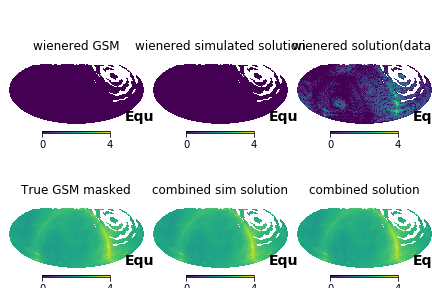 wienered GSM
wienered simulated solution
wienered solution(data
Equ
Equ
Eq
0 4
0 4
0 4
True GSM masked
combined sim solution
combined solution
Equ
Equ
Eq
0 4
0 4
0 4